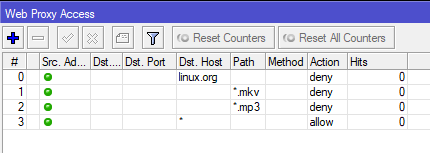 Web Proxy Access
Reset Counters Reset All Counters
# Src. Ad... Dst.... Dst. Port Dst. Host Path Method Action Hits
0 linux.org deny 0
1 *.mkv deny 0
2 *.mp3 deny 0
3 * allow 0